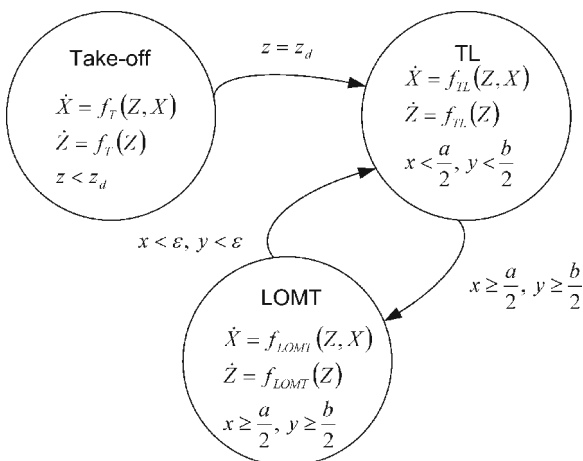 Take-off
Ẋ = f_T(Z, X)
Ż = f_T(Z)
z < z_d
z = z_d
TL
Ẋ = f_TL(Z, X)
Ż = f_TL(Z)
x < a/2, y < b/2
x < ε, y < ε
x ≥ a/2, y ≥ b/2
LOMT
Ẋ = f_LOMT(Z, X)
Ż = f_LOMT(Z)
x ≥ a/2, y ≥ b/2